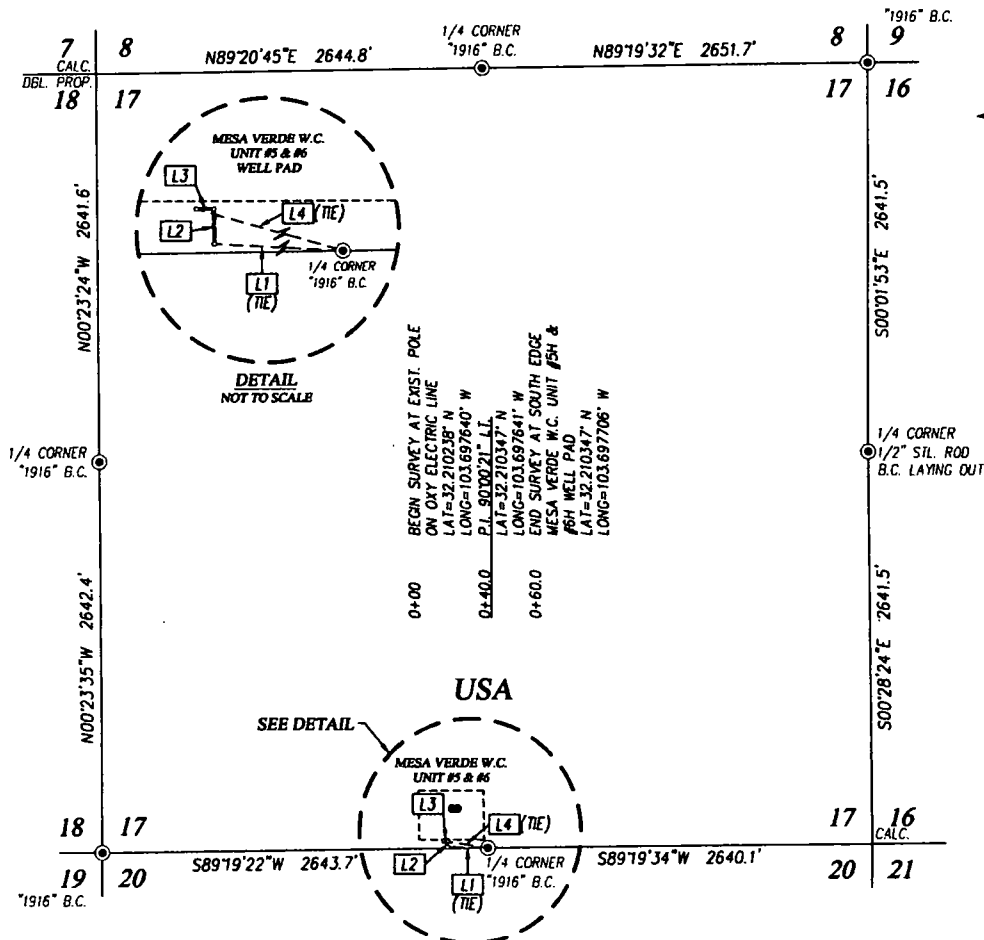 "1916" B.C.
7 8
1/4 CORNER
"1916" B.C.
8 9
N89°20'45"E 2644.8'
N89°19'32"E 2651.7'
CALC.
DBL. PROP.
18 17
17 16
MESA VERDE W.C.
UNIT #5 & #6
WELL PAD
L3
L4 (TIE)
L2
1/4 CORNER
"1916" B.C.
L1
(TIE)
DETAIL
NOT TO SCALE
N00°23'24"W 2641.6'
S00°01'53"E 2641.5'
0+00 BEGIN SURVEY AT EXIST. POLE
ON OXY ELECTRIC LINE
LAT=32.210238° N
LONG=103.697640° W
0+40.0 P.I. 90°00'21" LT.
LAT=32.210347° N
LONG=103.697641° W
0+60.0 END SURVEY AT SOUTH EDGE
MESA VERDE W.C. UNIT #5H &
#6H WELL PAD
LAT=32.210347° N
LONG=103.697706° W
1/4 CORNER
"1916" B.C.
1/4 CORNER
1/2" STL. ROD
B.C. LAYING OUT
N00°23'35"W 2642.4'
S00°28'24"E 2641.5'
USA
SEE DETAIL
MESA VERDE W.C.
UNIT #5 & #6
L3
L4 (TIE)
18 17
17 16
CALC.
S89°19'22"W 2643.7'
L2
1/4 CORNER
"1916" B.C.
S89°19'34"W 2640.1'
L1
(TIE)
19 20
20 21
"1916" B.C.